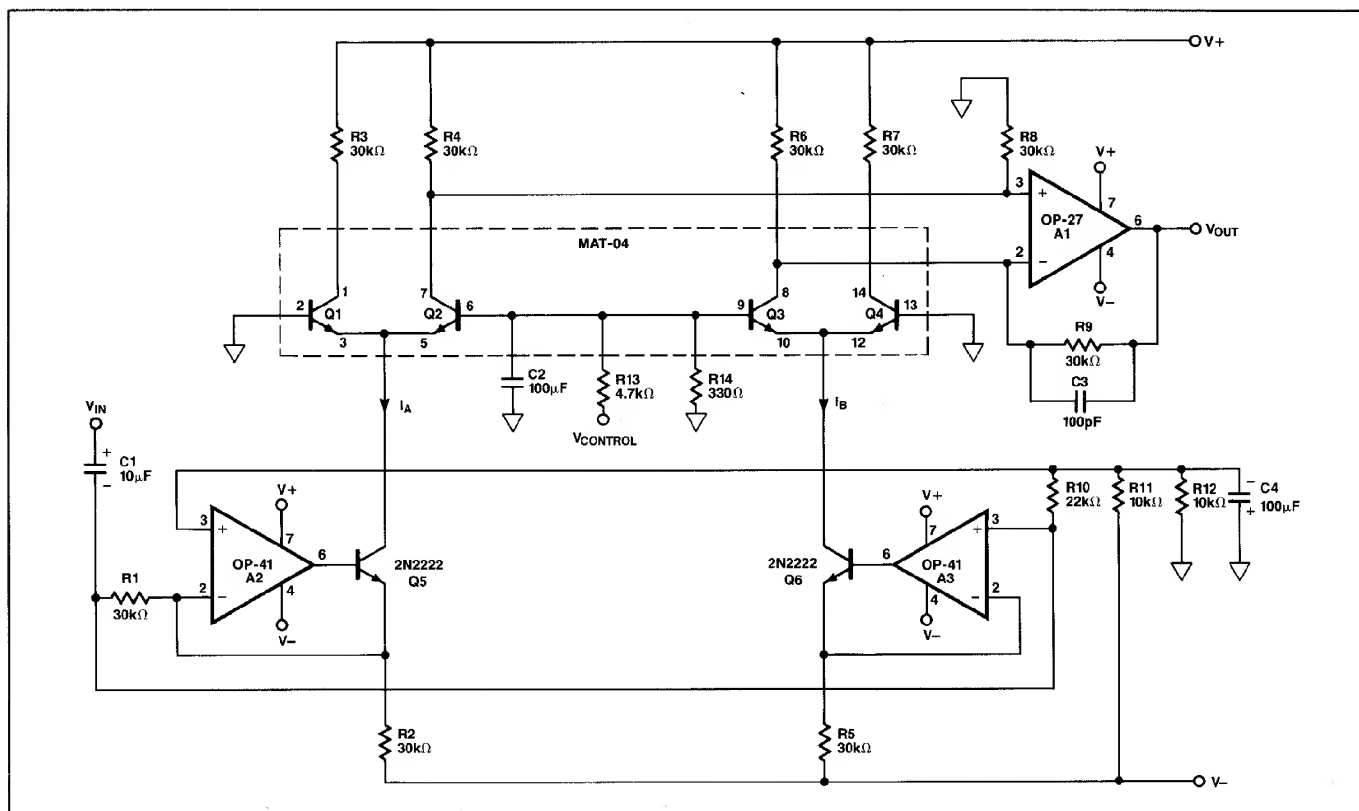 V+
R3
30kΩ
R4
30kΩ
R6
30kΩ
R7
30kΩ
R8
30kΩ
V+
3
+
7
OP-27
A1
6
VOUT
2
−
4
V−
R9
30kΩ
C3
100pF
MAT-04
1
2
Q1
3
7
Q2
6
5
8
9
Q3
10
14
13
Q4
12
C2
100μF
R13
4.7kΩ
VCONTROL
R14
330Ω
IA
IB
VIN
+
C1
10μF
−
R1
30kΩ
V+
3
+
7
OP-41
A2
6
2
−
4
V−
2N2222
Q5
2N2222
Q6
V+
7
3
+
6
OP-41
A3
4
−
2
V−
R10
22kΩ
R11
10kΩ
R12
10kΩ
−
C4
100μF
+
R2
30kΩ
R5
30kΩ
V−